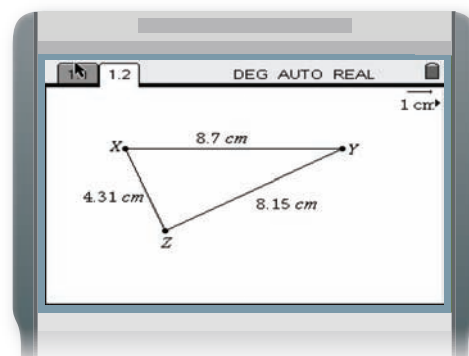 1.2 DEG AUTO REAL
1 cm
X 8.7 cm Y
4.31 cm 8.15 cm
Z